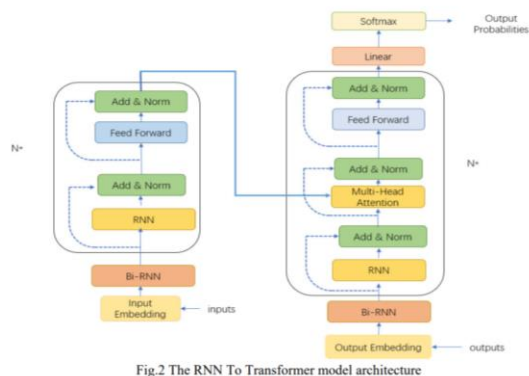 Softmax
Output
Probabilities
Linear
Add & Norm
Feed Forward
Add & Norm
Multi-Head
Attention
Add & Norm
RNN
N*
Bi-RNN
Output Embedding
outputs
Add & Norm
Feed Forward
N*
Add & Norm
RNN
Bi-RNN
Input
Embedding
inputs
Fig.2 The RNN To Transformer model architecture